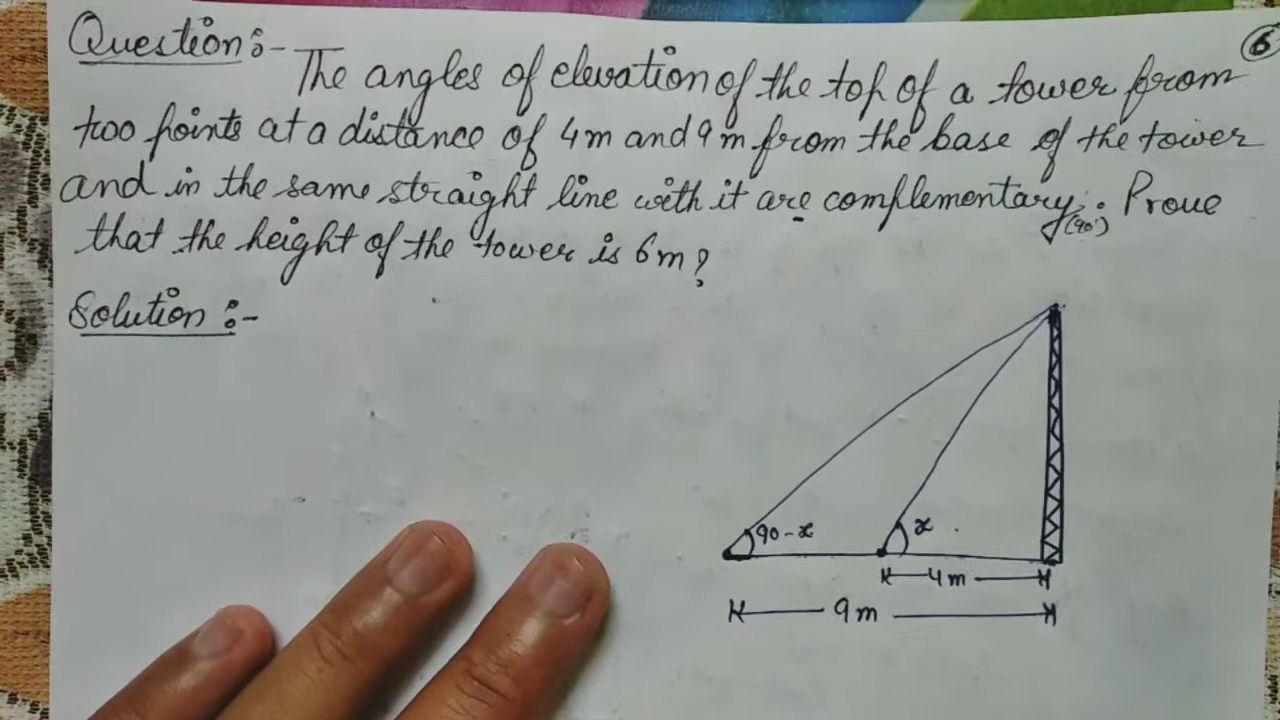 Question:-
6
The angles of elevation of the top of a tower from
two points at a distance of 4m and 9m from the base of the tower
and in the same straight line with it are complementary. Prove
(90°)
that the height of the tower is 6m?
Solution :-
90-x
x
4m
9m